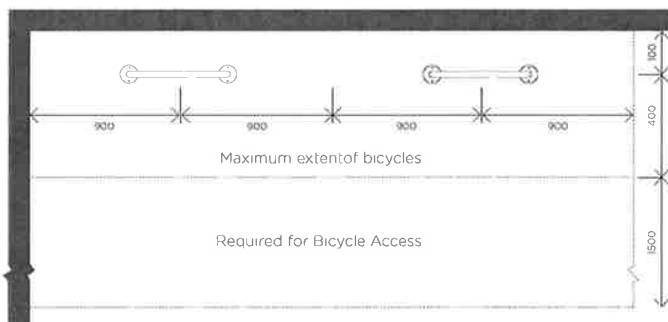 100
400
900 900 900 900
Maximum extentof bicycles
Required for Bicycle Access
1500